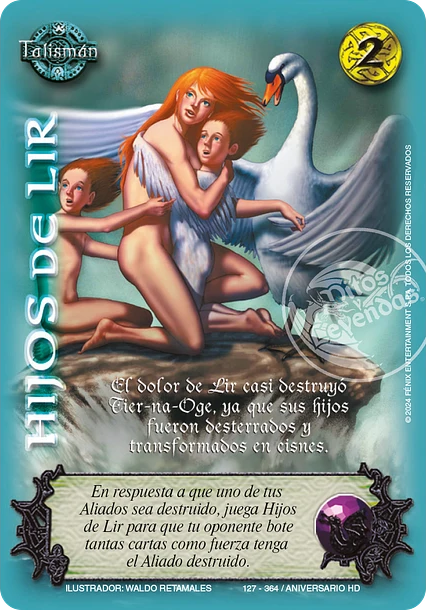 Talismán
2
HIJOS DE LIR
El dolor de Lir casi destruyó
Tier-na-Oge, ya que sus hijos
fueron desterrados y
transformados en cisnes.
En respuesta a que uno de tus
Aliados sea destruido, juega Hijos
de Lir para que tu oponente bote
tantas cartas como fuerza tenga
el Aliado destruido.
ILUSTRADOR: WALDO RETAMALES
127 - 364 / ANIVERSARIO HD
© 2024 FÉNIX ENTERTAINMENT S.A. TODOS LOS DERECHOS RESERVADOS
mitos y
Leyendas